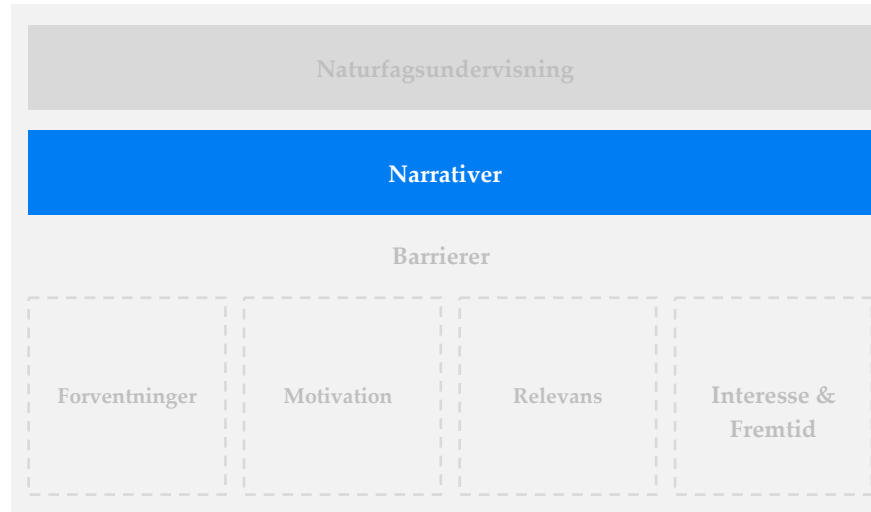 Naturfagsundervisning
Narrativer
Barrierer
Forventninger
Motivation
Relevans
Interesse &
Fremtid